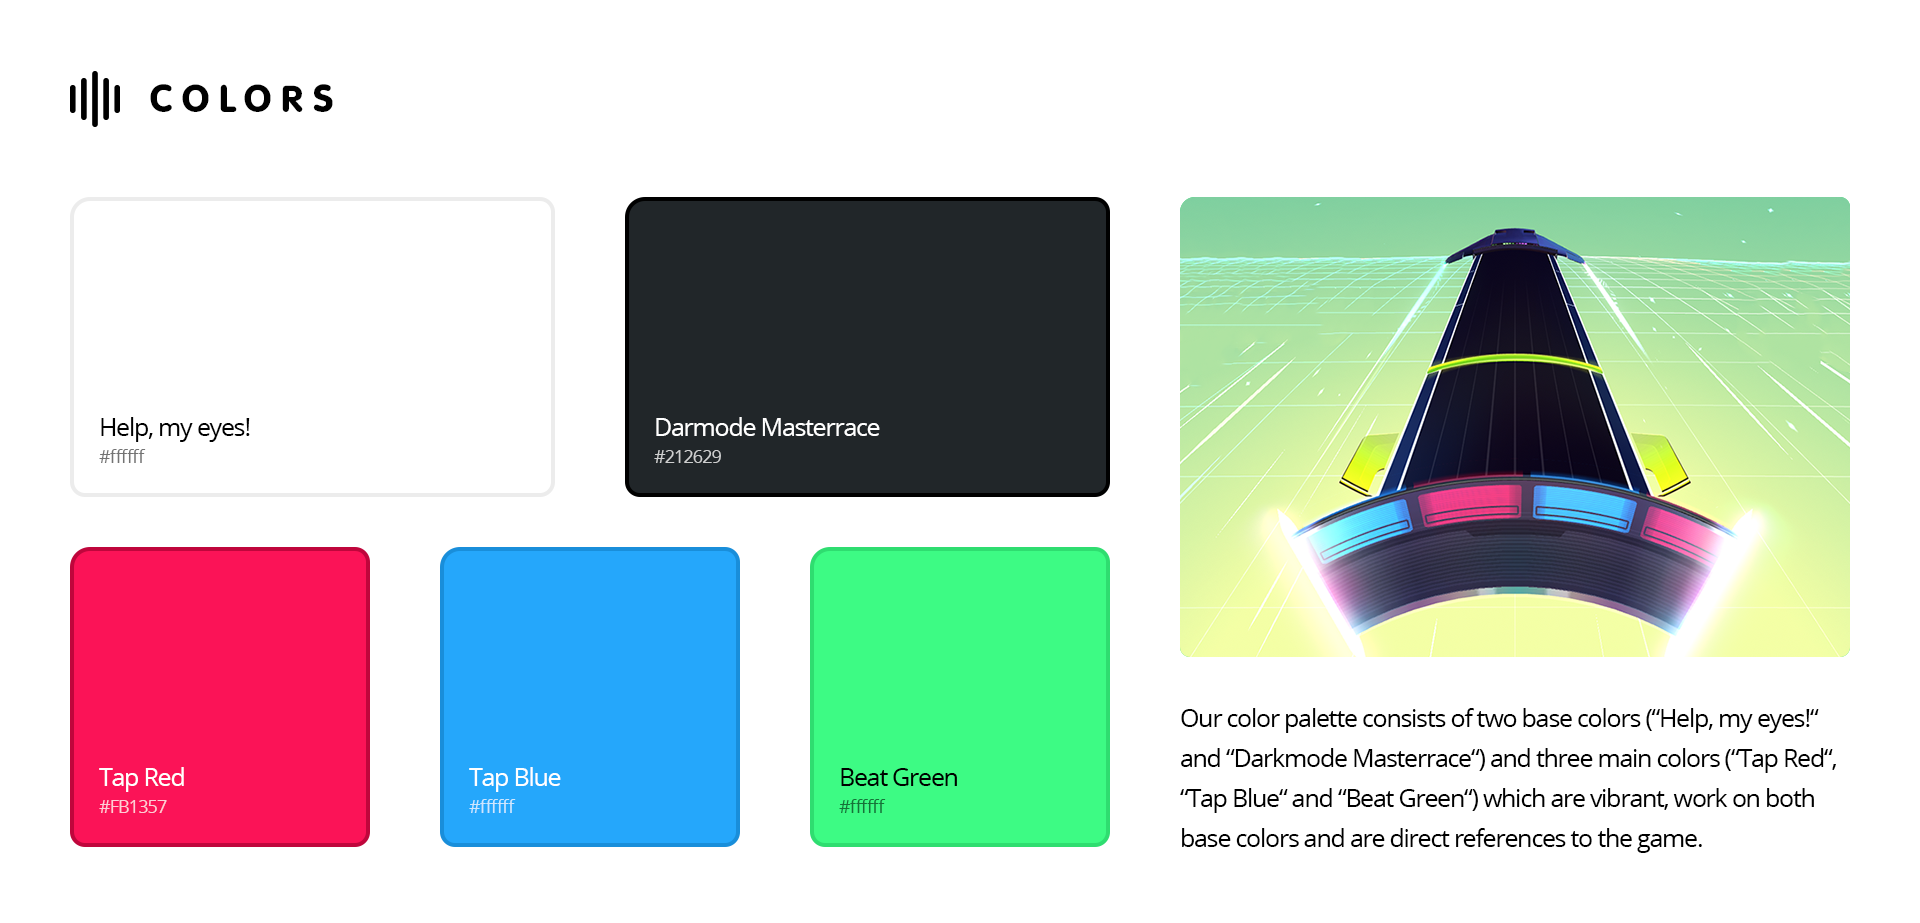 COLORS
Help, my eyes!
#ffffff
Darmode Masterrace
#212629
Tap Red
#FB1357
Tap Blue
#ffffff
Beat Green
#ffffff
Our color palette consists of two base colors (“Help, my eyes!“
and “Darkmode Masterrace“) and three main colors (“Tap Red“,
“Tap Blue“ and “Beat Green“) which are vibrant, work on both
base colors and are direct references to the game.